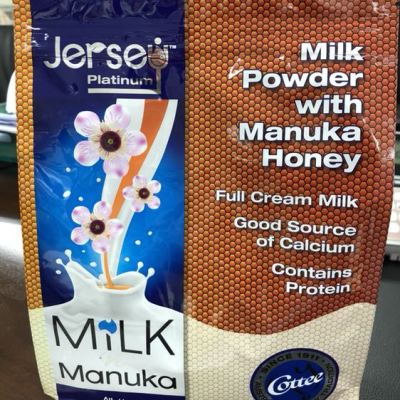 Jersey™
Platinum
Milk
Powder
with
Manuka
Honey
Full Cream Milk
Good Source
of Calcium
Contains
Protein
MiLK
Manuka
SINCE 1911
Cottee